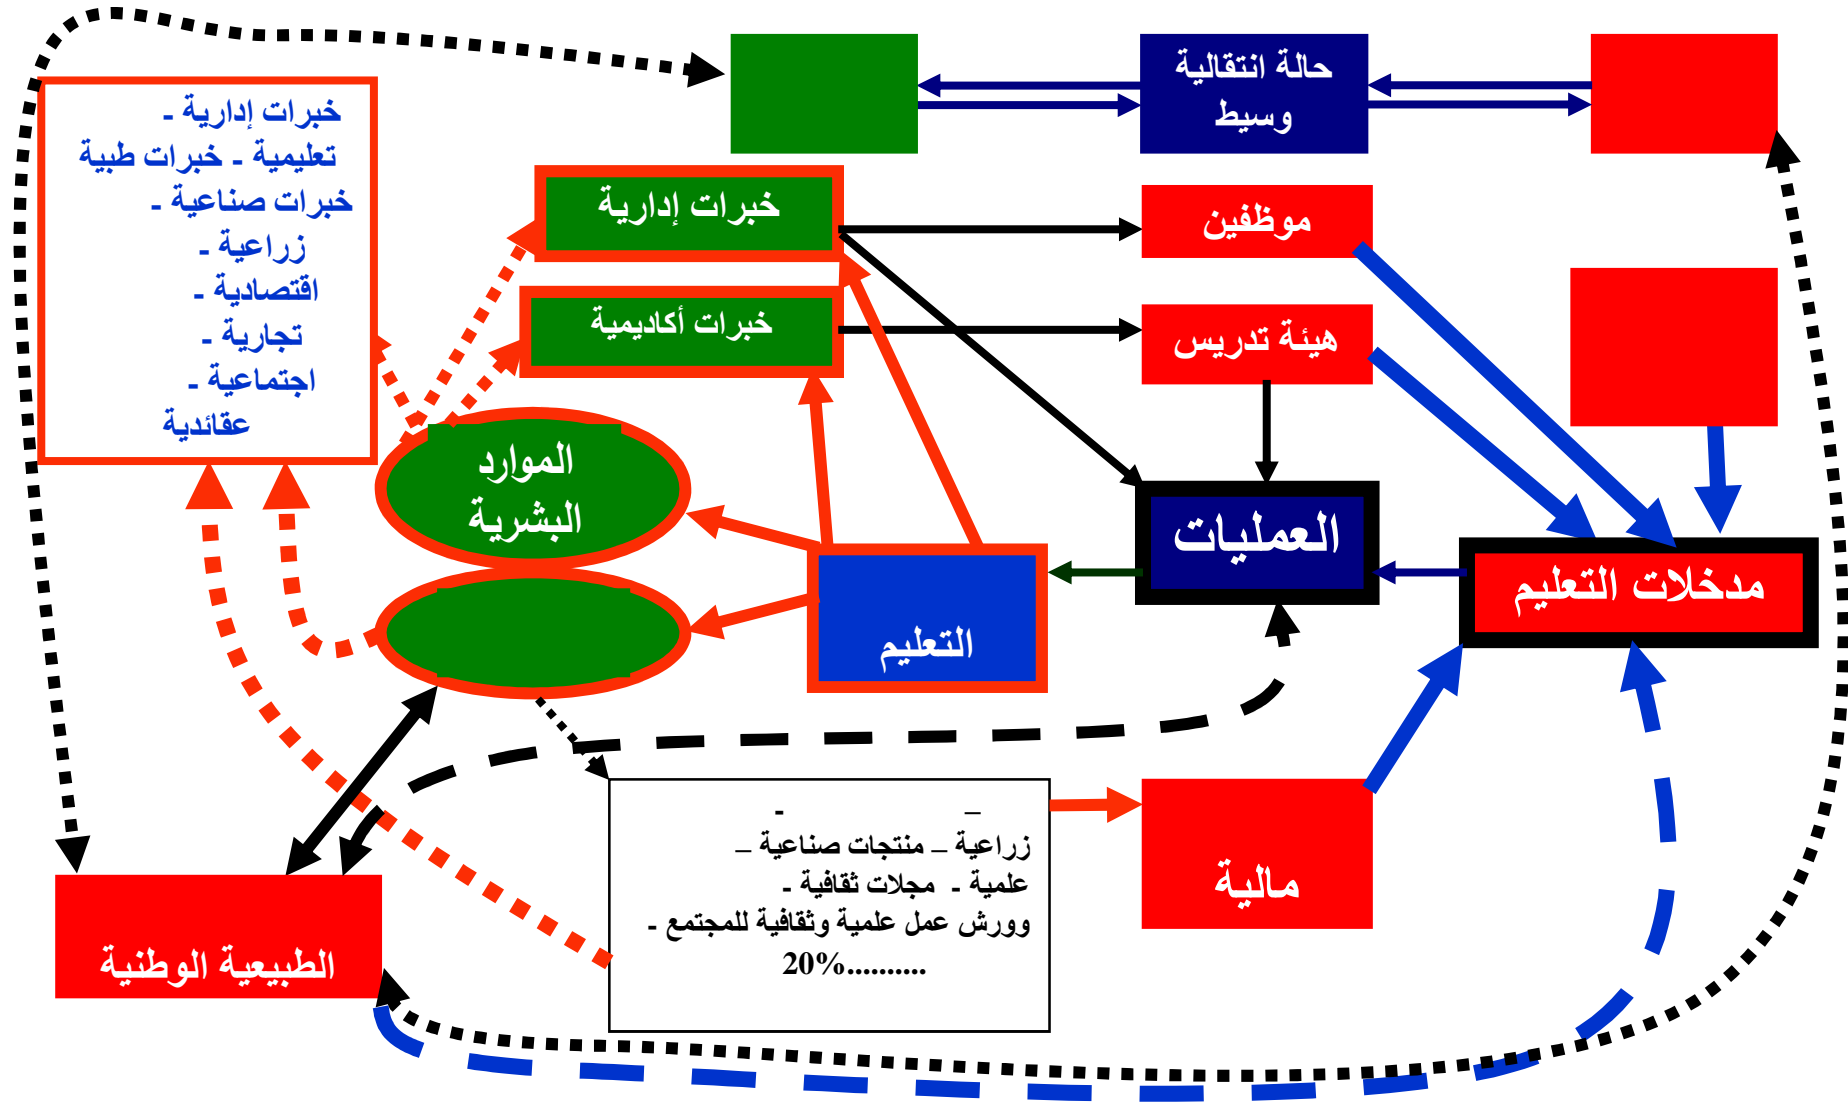 حالة انتقالية
وسيط
خبرات إدارية -
تعليمية - خبرات طبية
خبرات صناعية -
زراعية -
اقتصادية -
تجارية -
اجتماعية -
عقائدية
خبرات إدارية
موظفين
خبرات أكاديمية
هيئة تدريس
الموارد
البشرية
العمليات
مدخلات التعليم
التعليم
– -
زراعية – منتجات صناعية –
علمية - مجلات ثقافية -
وورش عمل علمية وثقافية للمجتمع -
20%..........
مالية
الطبيعية الوطنية